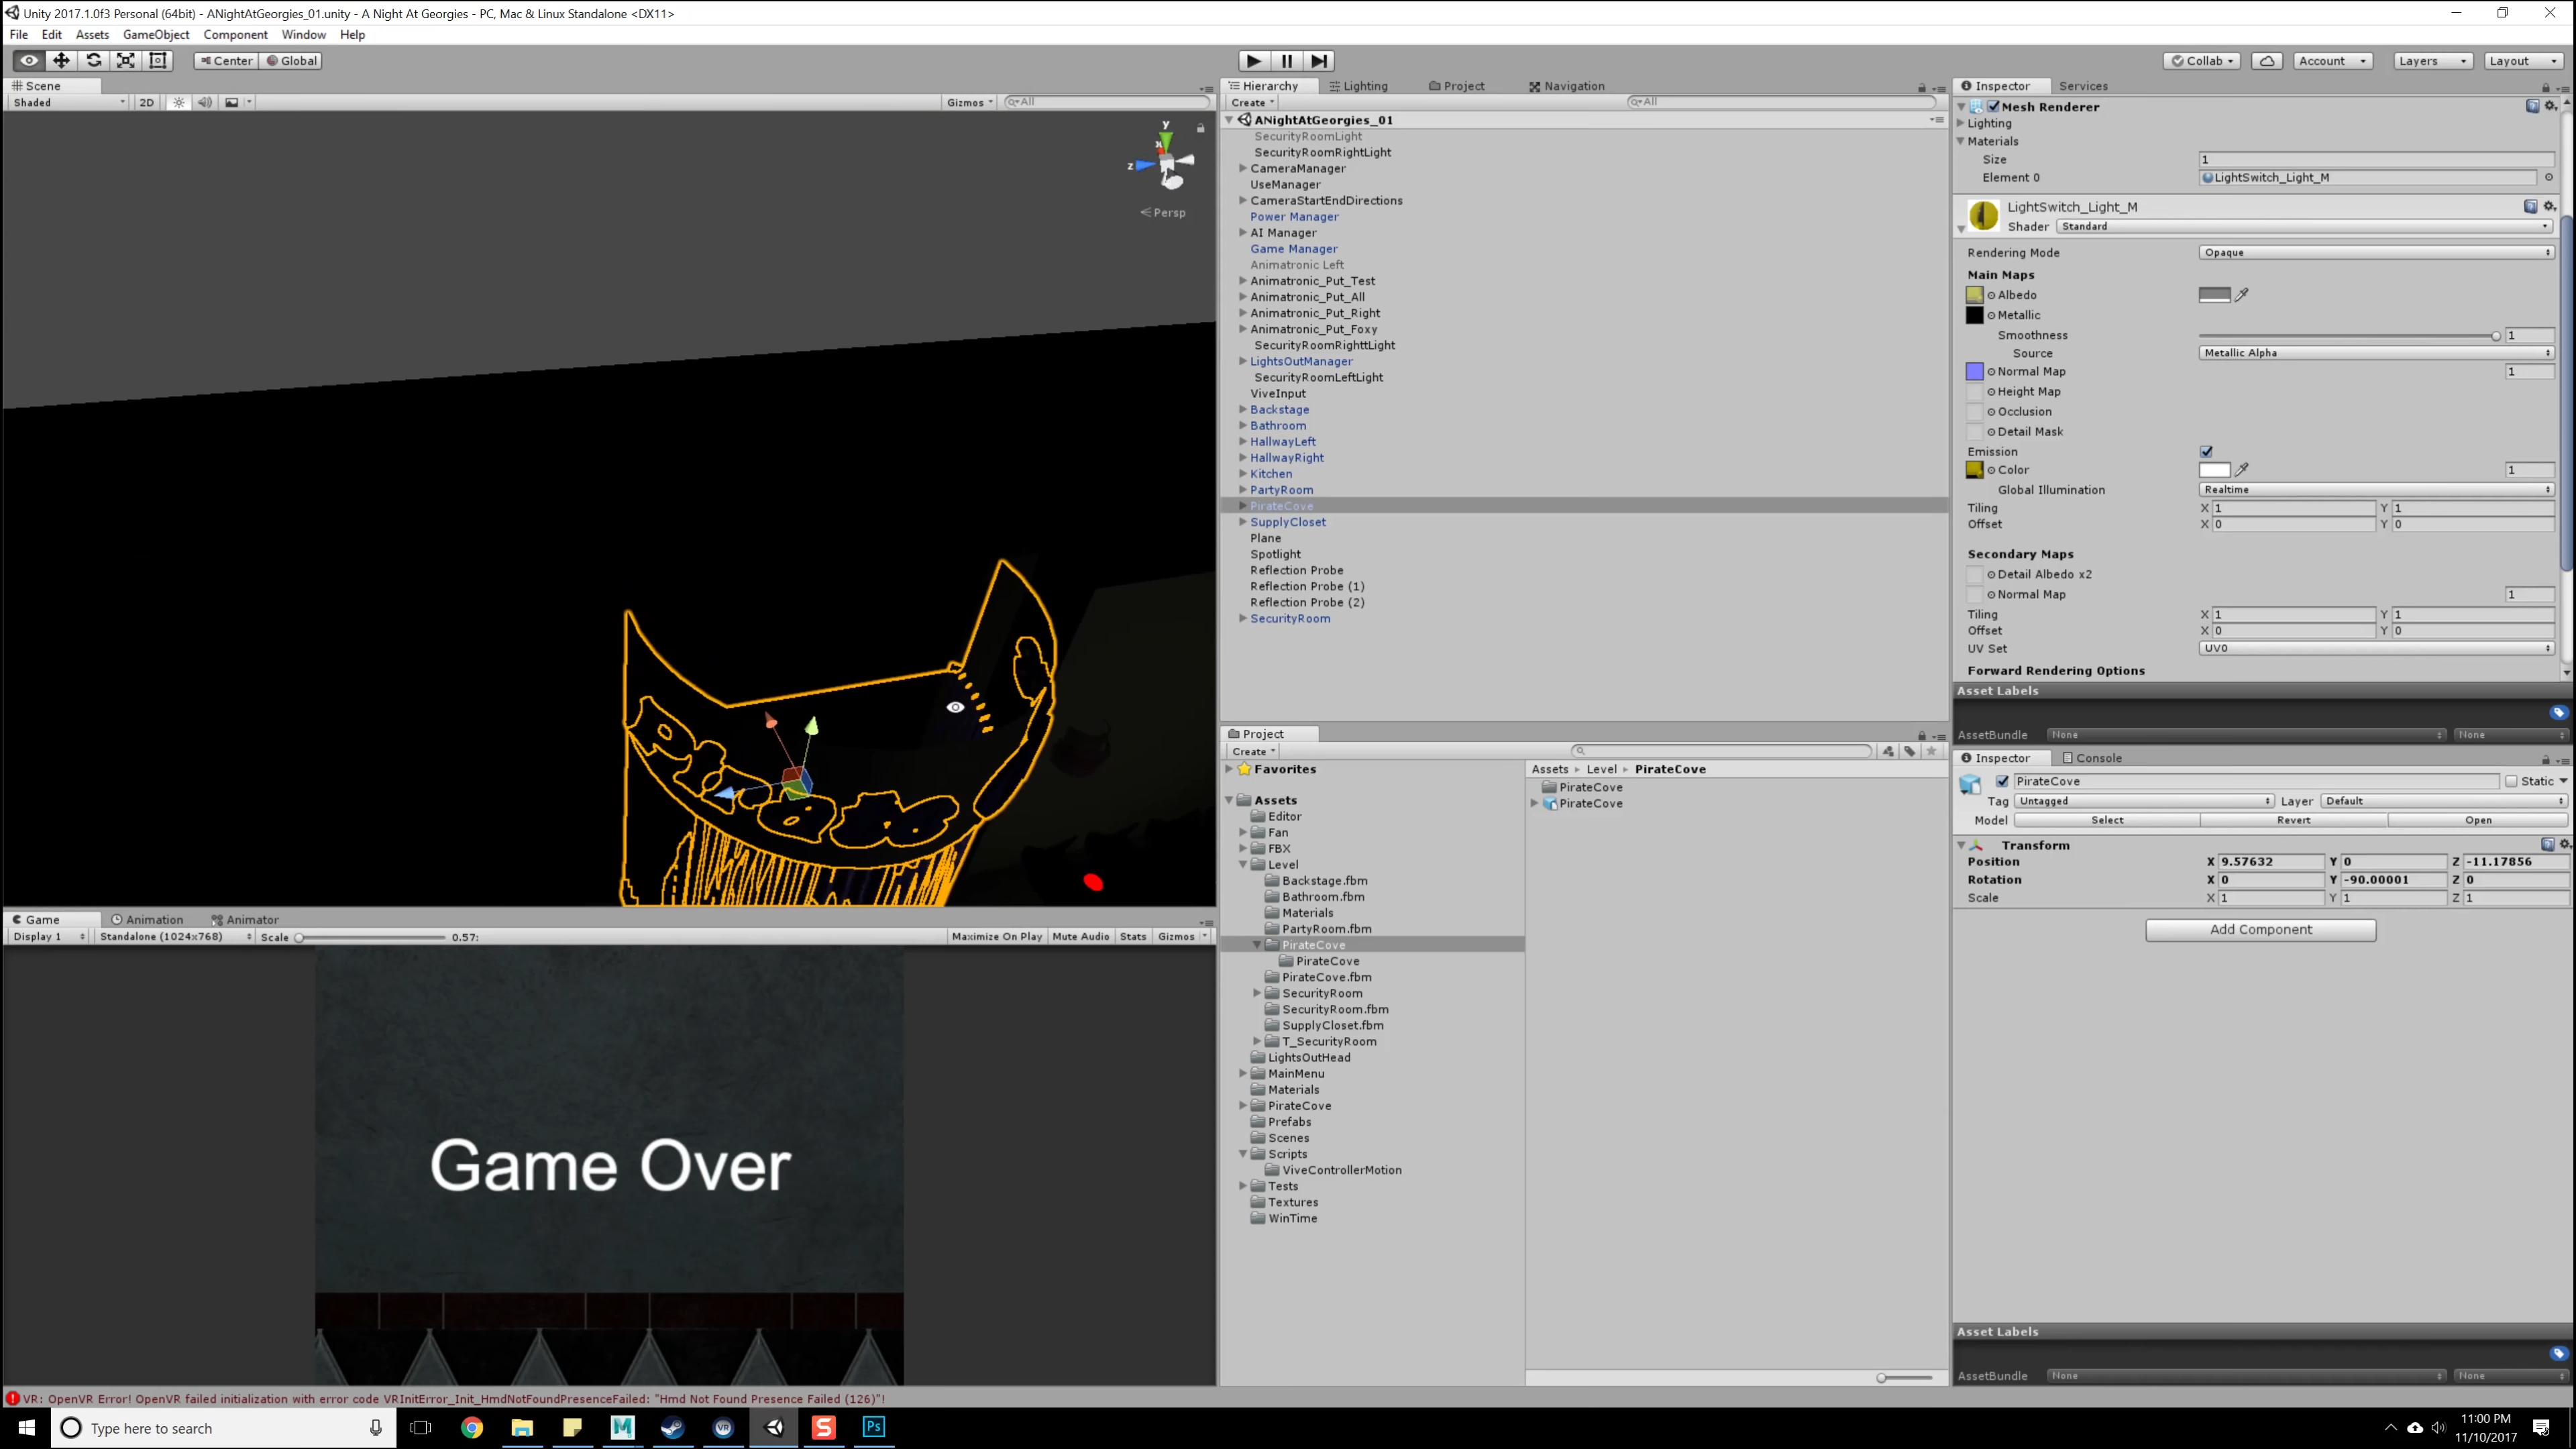 Unity 2017.1.0f3 Personal (64bit) - ANightAtGeorgies_01.unity - A Night At Georgies - PC, Mac & Linux Standalone <DX11>
File Edit Assets GameObject Component Window Help
Center Global
Collab Account Layers Layout
Scene
Shaded 2D Gizmos All
y
x
z
Persp
Hierarchy Lighting Project Navigation
Create All
ANightAtGeorgies_01
SecurityRoomLight
SecurityRoomRightLight
CameraManager
UseManager
CameraStartEndDirections
Power Manager
AI Manager
Game Manager
Animatronic Left
Animatronic_Put_Test
Animatronic_Put_All
Animatronic_Put_Right
Animatronic_Put_Foxy
SecurityRoomRighttLight
LightsOutManager
SecurityRoomLeftLight
ViveInput
Backstage
Bathroom
HallwayLeft
HallwayRight
Kitchen
PartyRoom
PirateCove
SupplyCloset
Plane
Spotlight
Reflection Probe
Reflection Probe (1)
Reflection Probe (2)
SecurityRoom
Inspector Services
Mesh Renderer
Lighting
Materials
Size 1
Element 0 LightSwitch_Light_M
LightSwitch_Light_M
Shader Standard
Rendering Mode Opaque
Main Maps
Albedo
Metallic
Smoothness 1
Source Metallic Alpha
Normal Map 1
Height Map
Occlusion
Detail Mask
Emission
Color 1
Global Illumination Realtime
Tiling X 1 Y 1
Offset X 0 Y 0
Secondary Maps
Detail Albedo x2
Normal Map 1
Tiling X 1 Y 1
Offset X 0 Y 0
UV Set UV0
Forward Rendering Options
Asset Labels
AssetBundle None None
Game Animation Animator
Display 1 Standalone (1024x768) Scale 0.57: Maximize On Play Mute Audio Stats Gizmos
Game Over
Project
Create
Favorites
Assets
Editor
Fan
FBX
Level
Backstage.fbm
Bathroom.fbm
Materials
PartyRoom.fbm
PirateCove
PirateCove
PirateCove.fbm
SecurityRoom
SecurityRoom.fbm
SupplyCloset.fbm
T_SecurityRoom
LightsOutHead
MainMenu
Materials
PirateCove
Prefabs
Scenes
Scripts
ViveControllerMotion
Tests
Textures
WinTime
Assets Level PirateCove
PirateCove
PirateCove
Inspector Console
PirateCove Static
Tag Untagged Layer Default
Model Select Revert Open
Transform
Position X 9.57632 Y 0 Z -11.17856
Rotation X 0 Y -90.00001 Z 0
Scale X 1 Y 1 Z 1
Add Component
Asset Labels
AssetBundle None None
VR: OpenVR Error! OpenVR failed initialization with error code VRInitError_Init_HmdNotFoundPresenceFailed: "Hmd Not Found Presence Failed (126)"!
Type here to search
M
VR
S
Ps
11:00 PM
11/10/2017